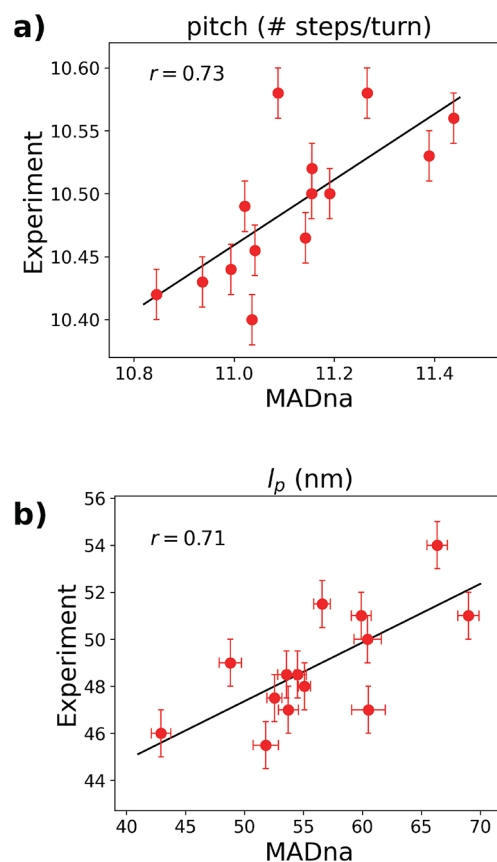 a)
pitch (# steps/turn)
r = 0.73
Experiment
10.60
10.55
10.50
10.45
10.40
10.8 11.0 11.2 11.4
MADna
b)
lp (nm)
r = 0.71
Experiment
56
54
52
50
48
46
44
40 45 50 55 60 65 70
MADna